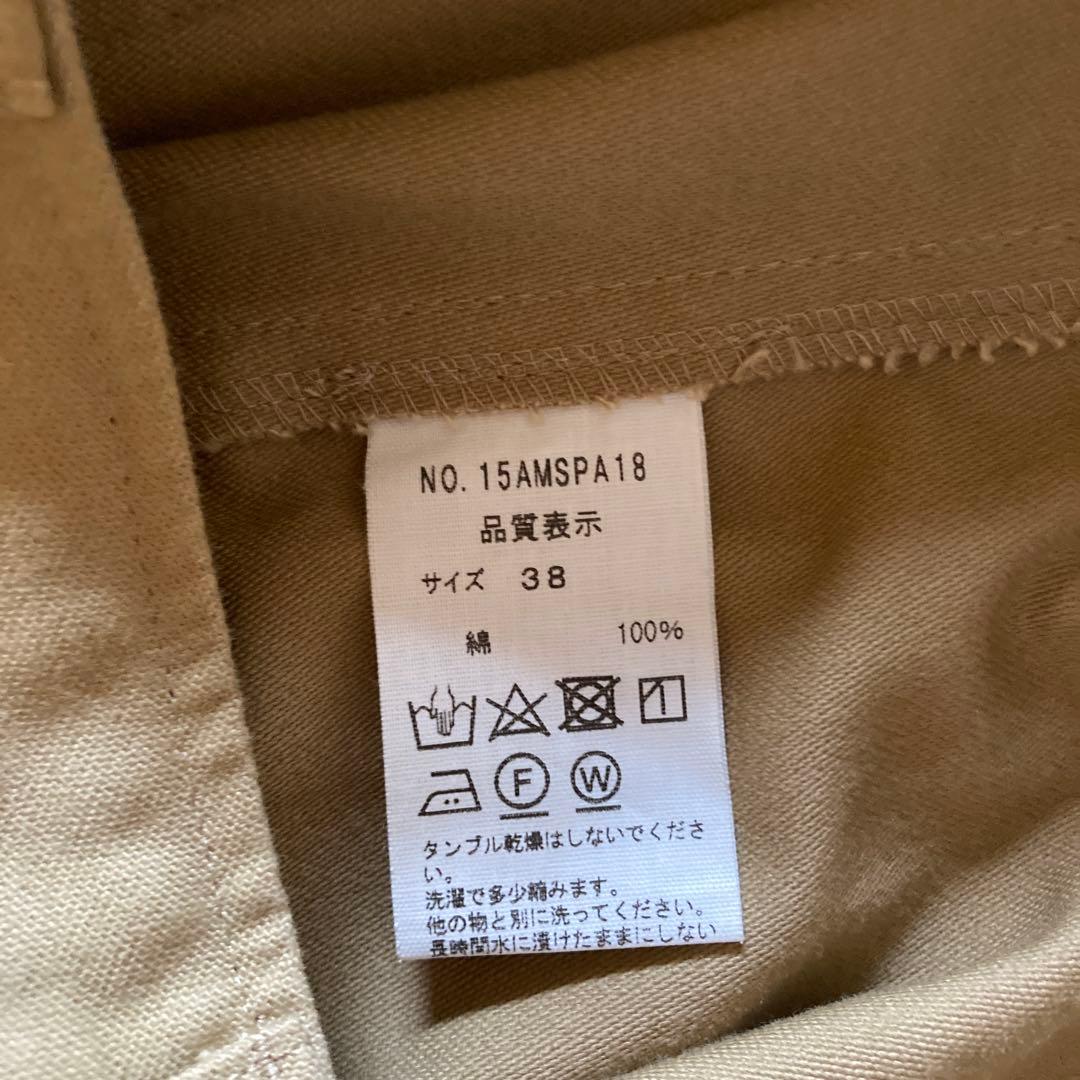 NO. 15AMSPA18
品質表示
サイズ 38
綿 100%
F W
タンブル乾燥はしないでくださ
い。
洗濯で多少縮みます。
他の物と別に洗ってください。
長時間水に漬けたままにしない